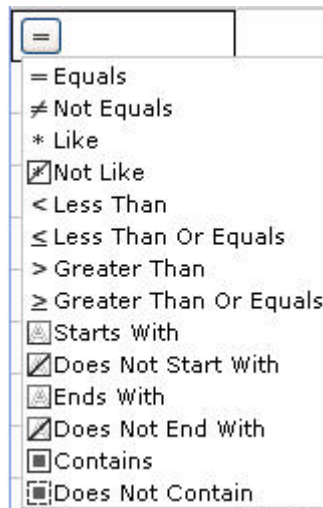 =
= Equals
≠ Not Equals
* Like
Not Like
< Less Than
≤ Less Than Or Equals
> Greater Than
≥ Greater Than Or Equals
Starts With
Does Not Start With
Ends With
Does Not End With
Contains
Does Not Contain